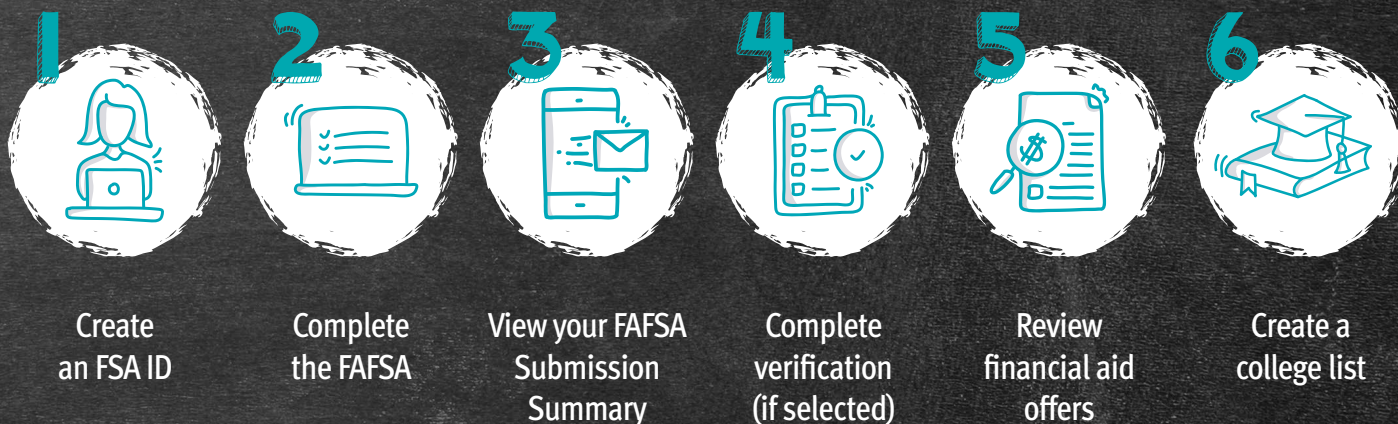 1
2
3
4
5
6
Create
an FSA ID
Complete
the FAFSA
View your FAFSA
Submission
Summary
Complete
verification
(if selected)
Review
financial aid
offers
Create a
college list
$